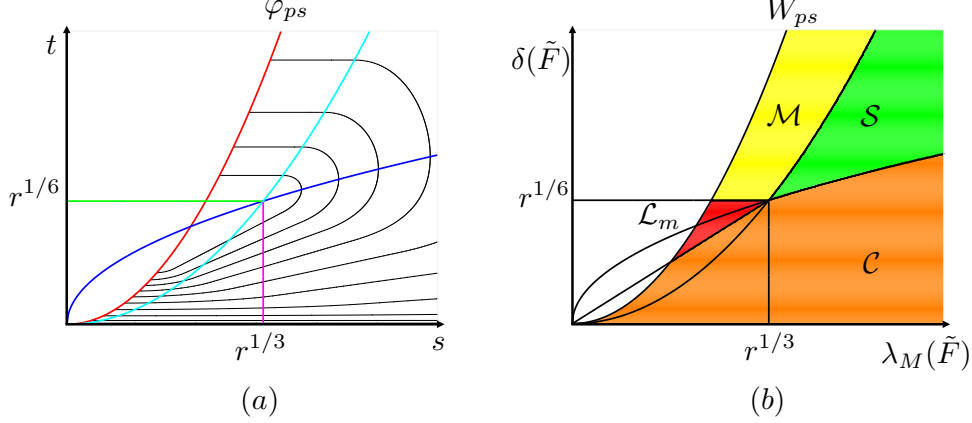 φ_{ps}
t
r^{1/6}
r^{1/3}
s
(a)
W_{ps}
δ(F̃)
ℳ
𝒮
r^{1/6}
ℒ_m
𝒞
r^{1/3}
λ_M(F̃)
(b)